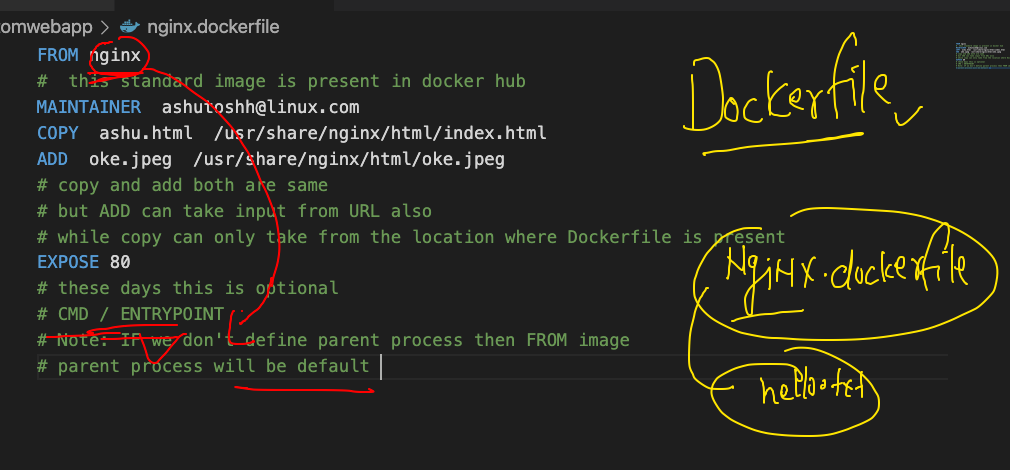 tomwebapp > nginx.dockerfile
FROM nginx
#  this standard image is present in docker hub
MAINTAINER  ashutoshh@linux.com
COPY  ashu.html  /usr/share/nginx/html/index.html
ADD  oke.jpeg  /usr/share/nginx/html/oke.jpeg
# copy and add both are same
# but ADD can take input from URL also
# while copy can only take from the location where Dockerfile is present
EXPOSE 80
# these days this is optional
# CMD / ENTRYPOINT
# Note: IF we don't define parent process then FROM image
# parent process will be default
Dockerfile
NgiNX.dockerfile